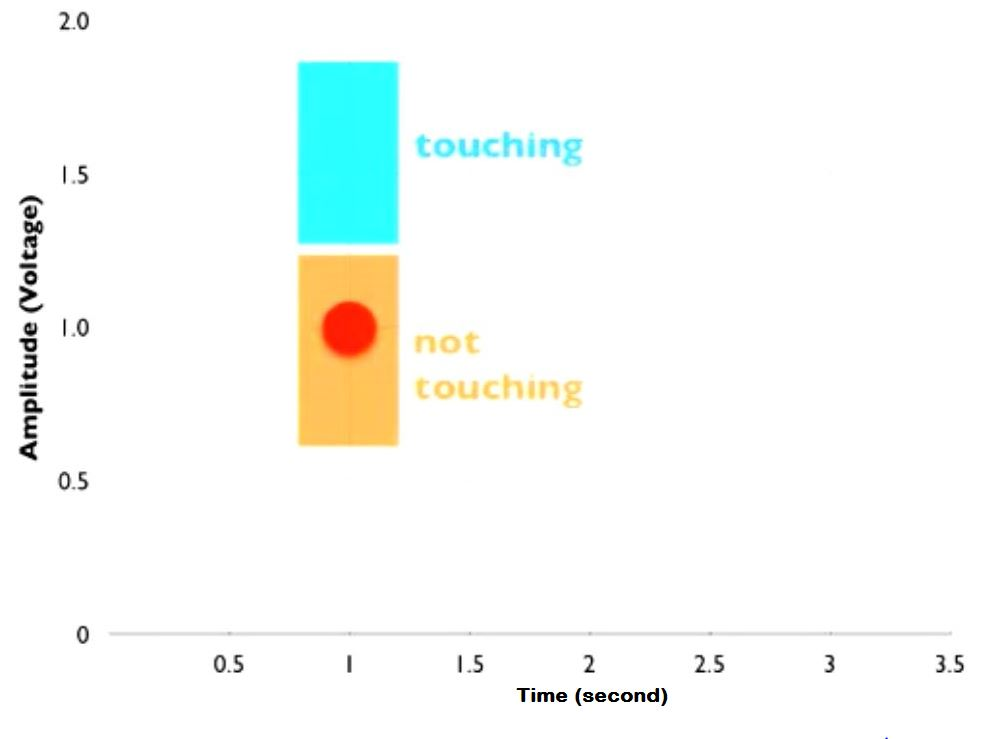 2.0
touching
1.5
Amplitude (Voltage)
1.0
not
touching
0.5
0
0.5 1 1.5 2 2.5 3 3.5
Time (second)